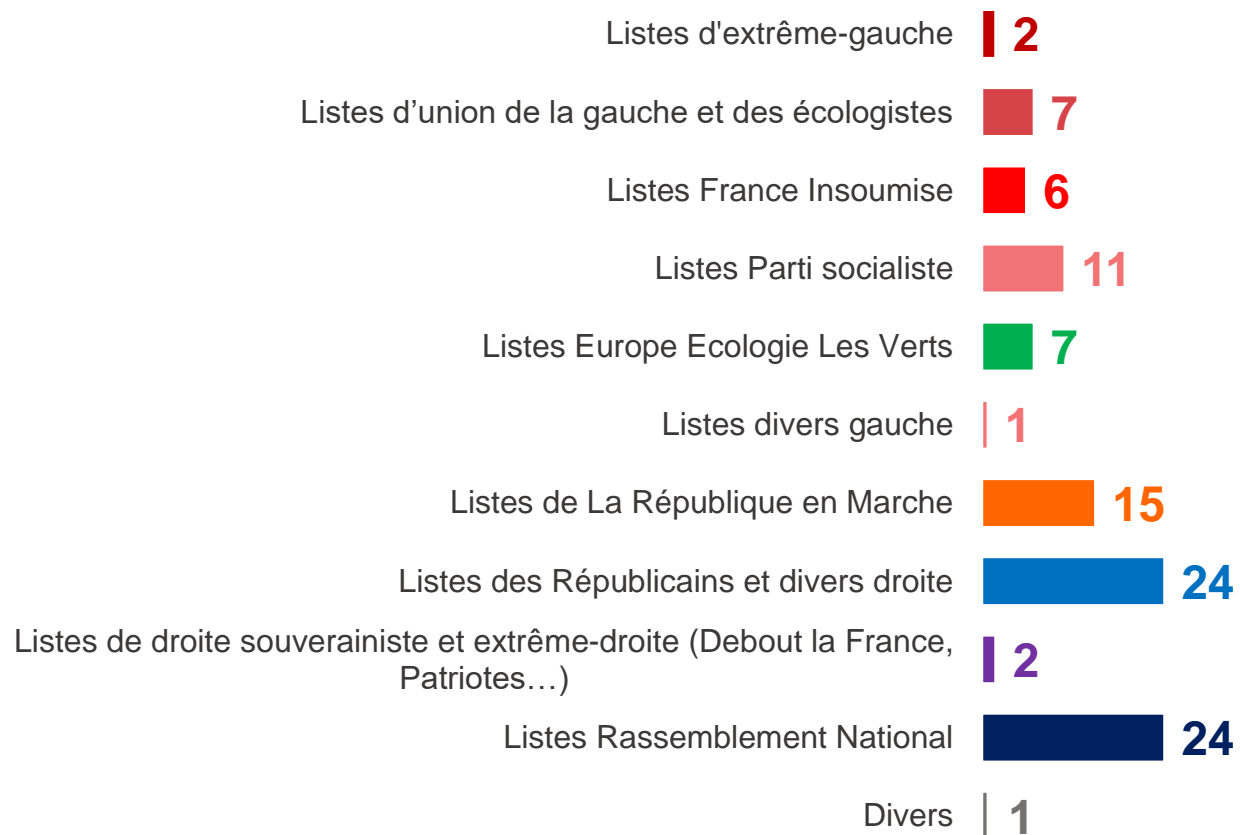 Listes d'extrême-gauche 2
Listes d’union de la gauche et des écologistes 7
Listes France Insoumise 6
Listes Parti socialiste 11
Listes Europe Ecologie Les Verts 7
Listes divers gauche 1
Listes de La République en Marche 15
Listes des Républicains et divers droite 24
Listes de droite souverainiste et extrême-droite (Debout la France,
Patriotes…) 2
Listes Rassemblement National 24
Divers 1